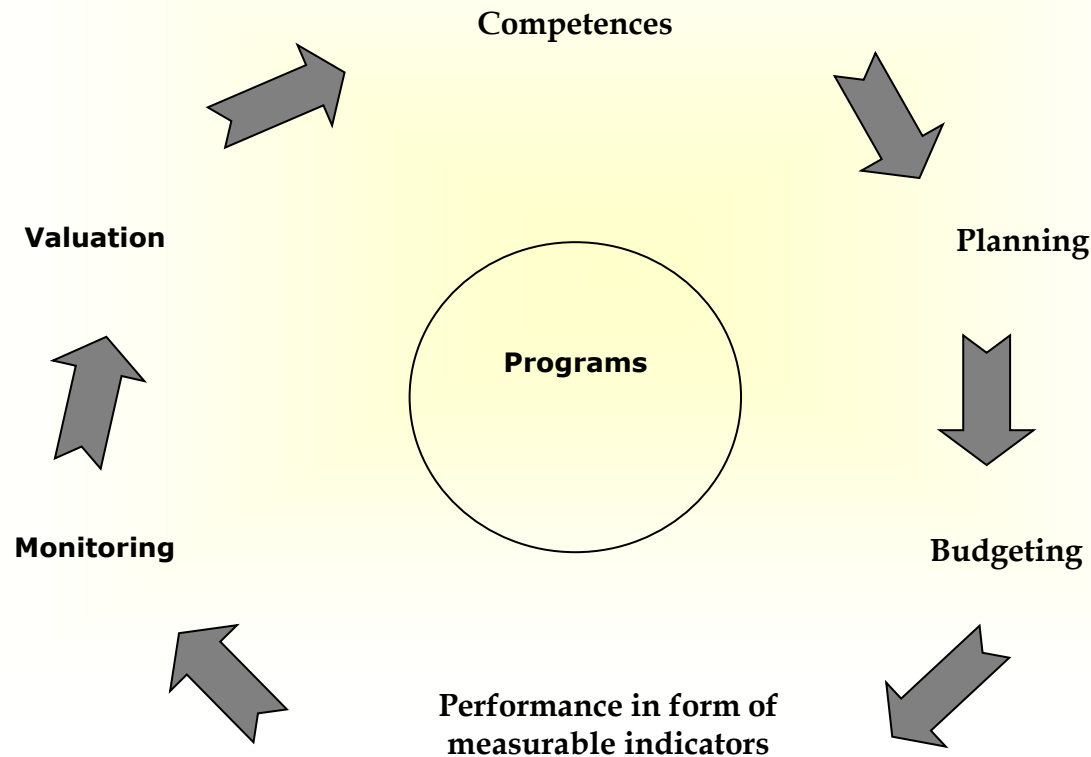 Competences
Valuation
Planning
Programs
Monitoring
Budgeting
Performance in form of
measurable indicators